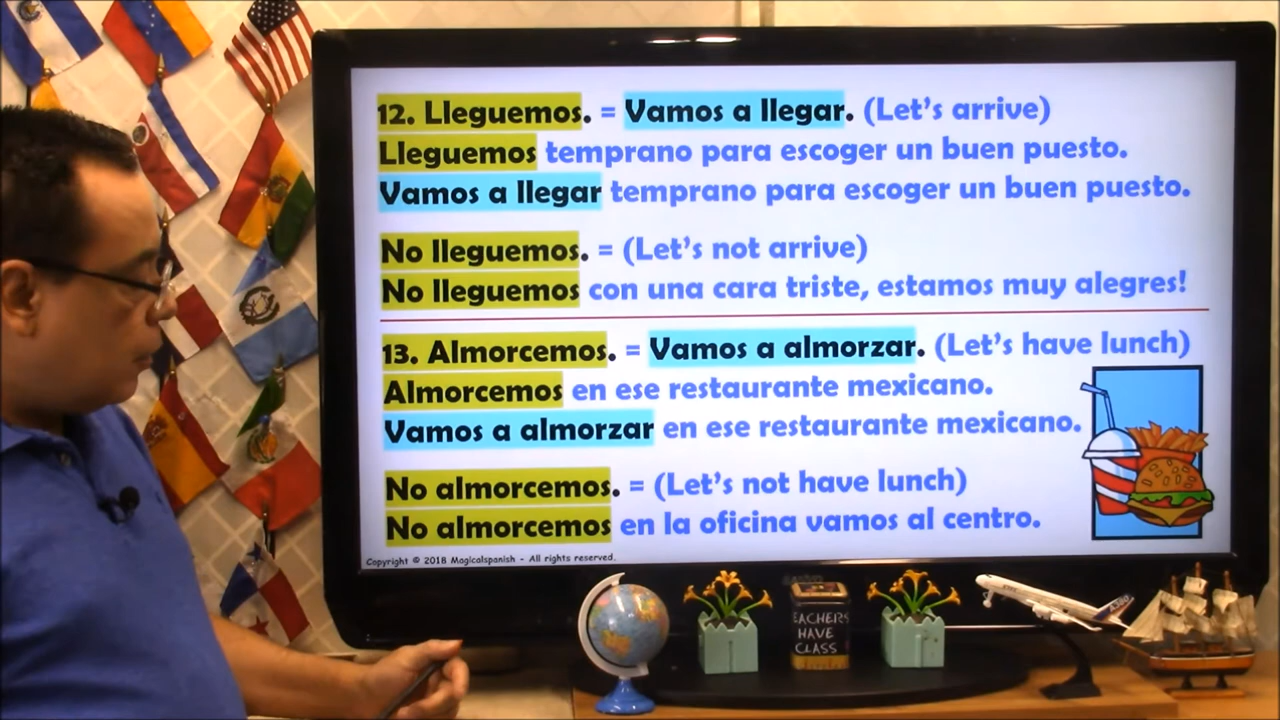 12. Lleguemos. = Vamos a llegar. (Let's arrive)
Lleguemos temprano para escoger un buen puesto.
Vamos a llegar temprano para escoger un buen puesto.
No lleguemos. = (Let's not arrive)
No lleguemos con una cara triste, estamos muy alegres!
13. Almorcemos. = Vamos a almorzar. (Let's have lunch)
Almorcemos en ese restaurante mexicano.
Vamos a almorzar en ese restaurante mexicano.
No almorcemos. = (Let's not have lunch)
No almorcemos en la oficina vamos al centro.
Copyright © 2018 Magicalspanish - All rights reserved.
EACHERS
HAVE
CLASS
A380